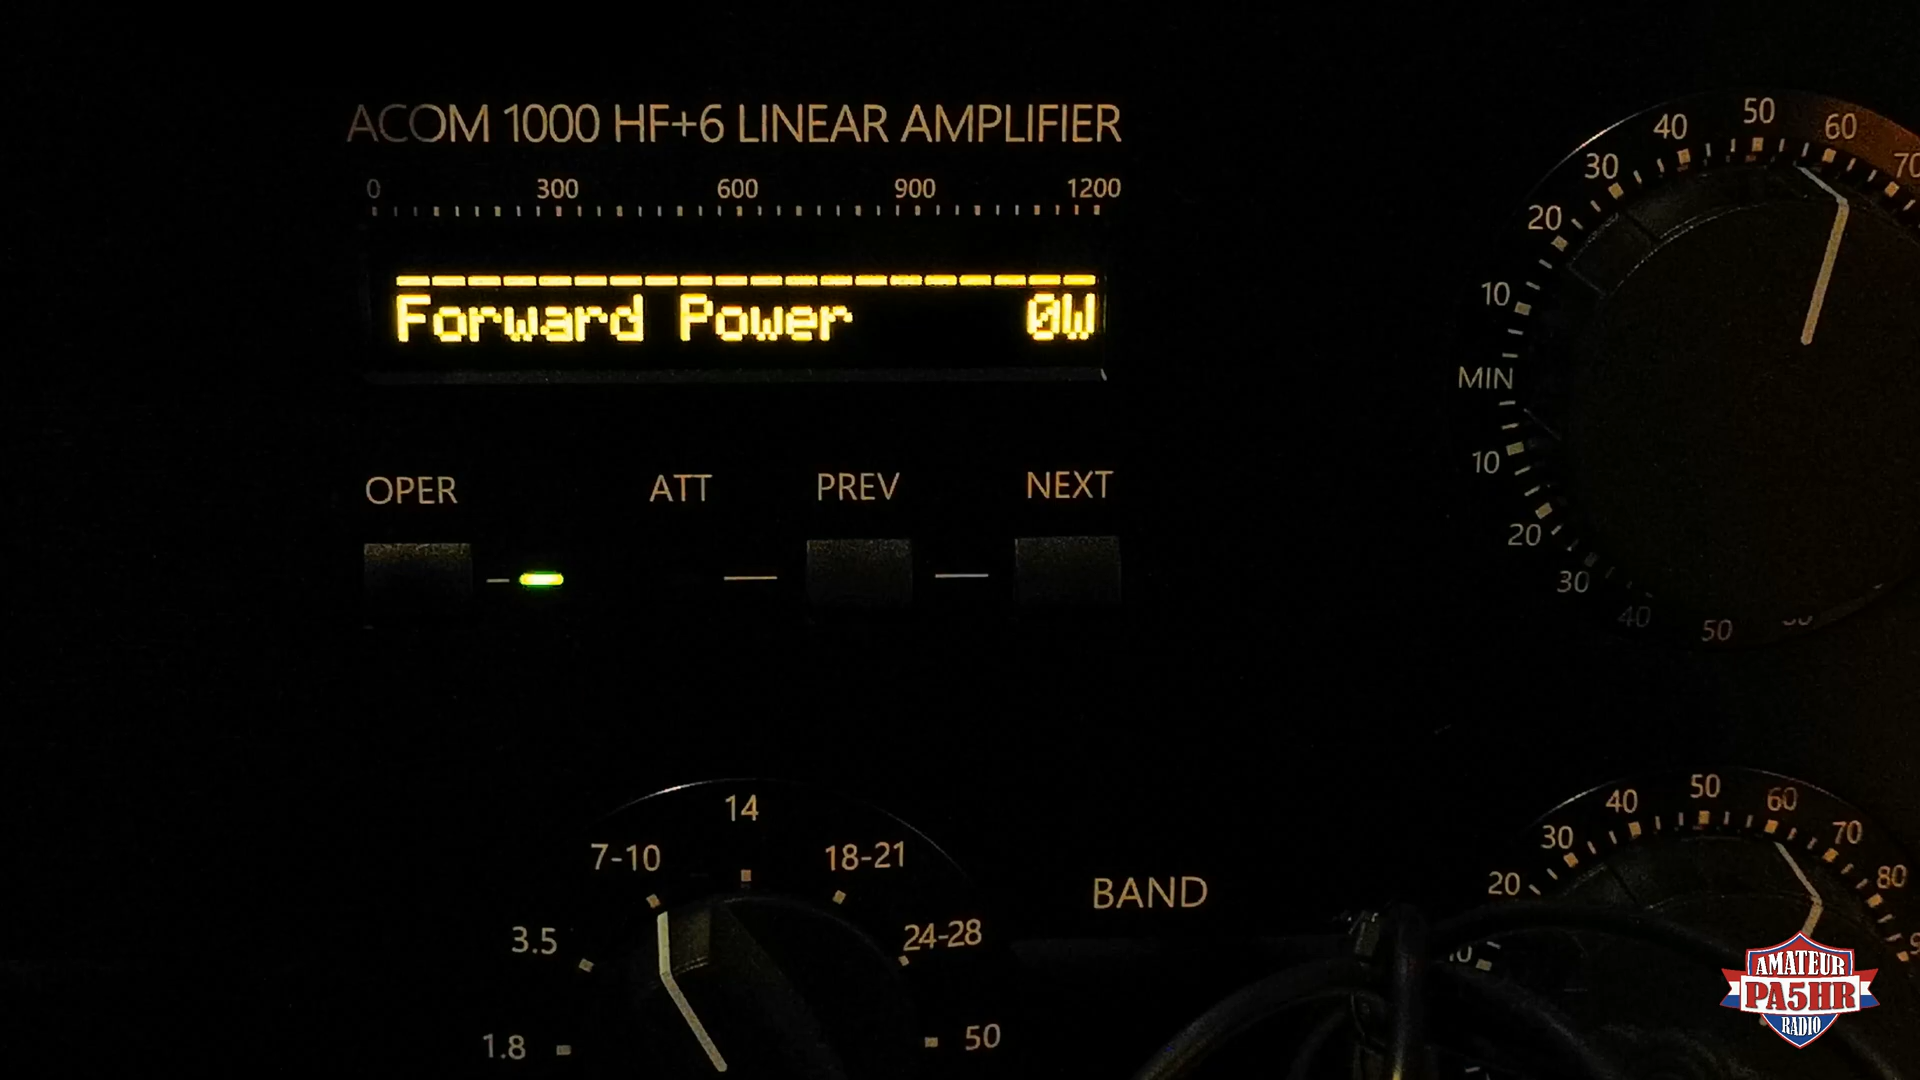 ACOM 1000 HF+6 LINEAR AMPLIFIER
0 300 600 900 1200
Forward Power 0W
OPER ATT PREV NEXT
MIN
10 20 30 40 50 60 70
10 20 30 40 50
1.8 3.5 7-10 14 18-21 24-28 50
BAND
20 30 40 50 60 70 80
AMATEUR
PA5HR
RADIO